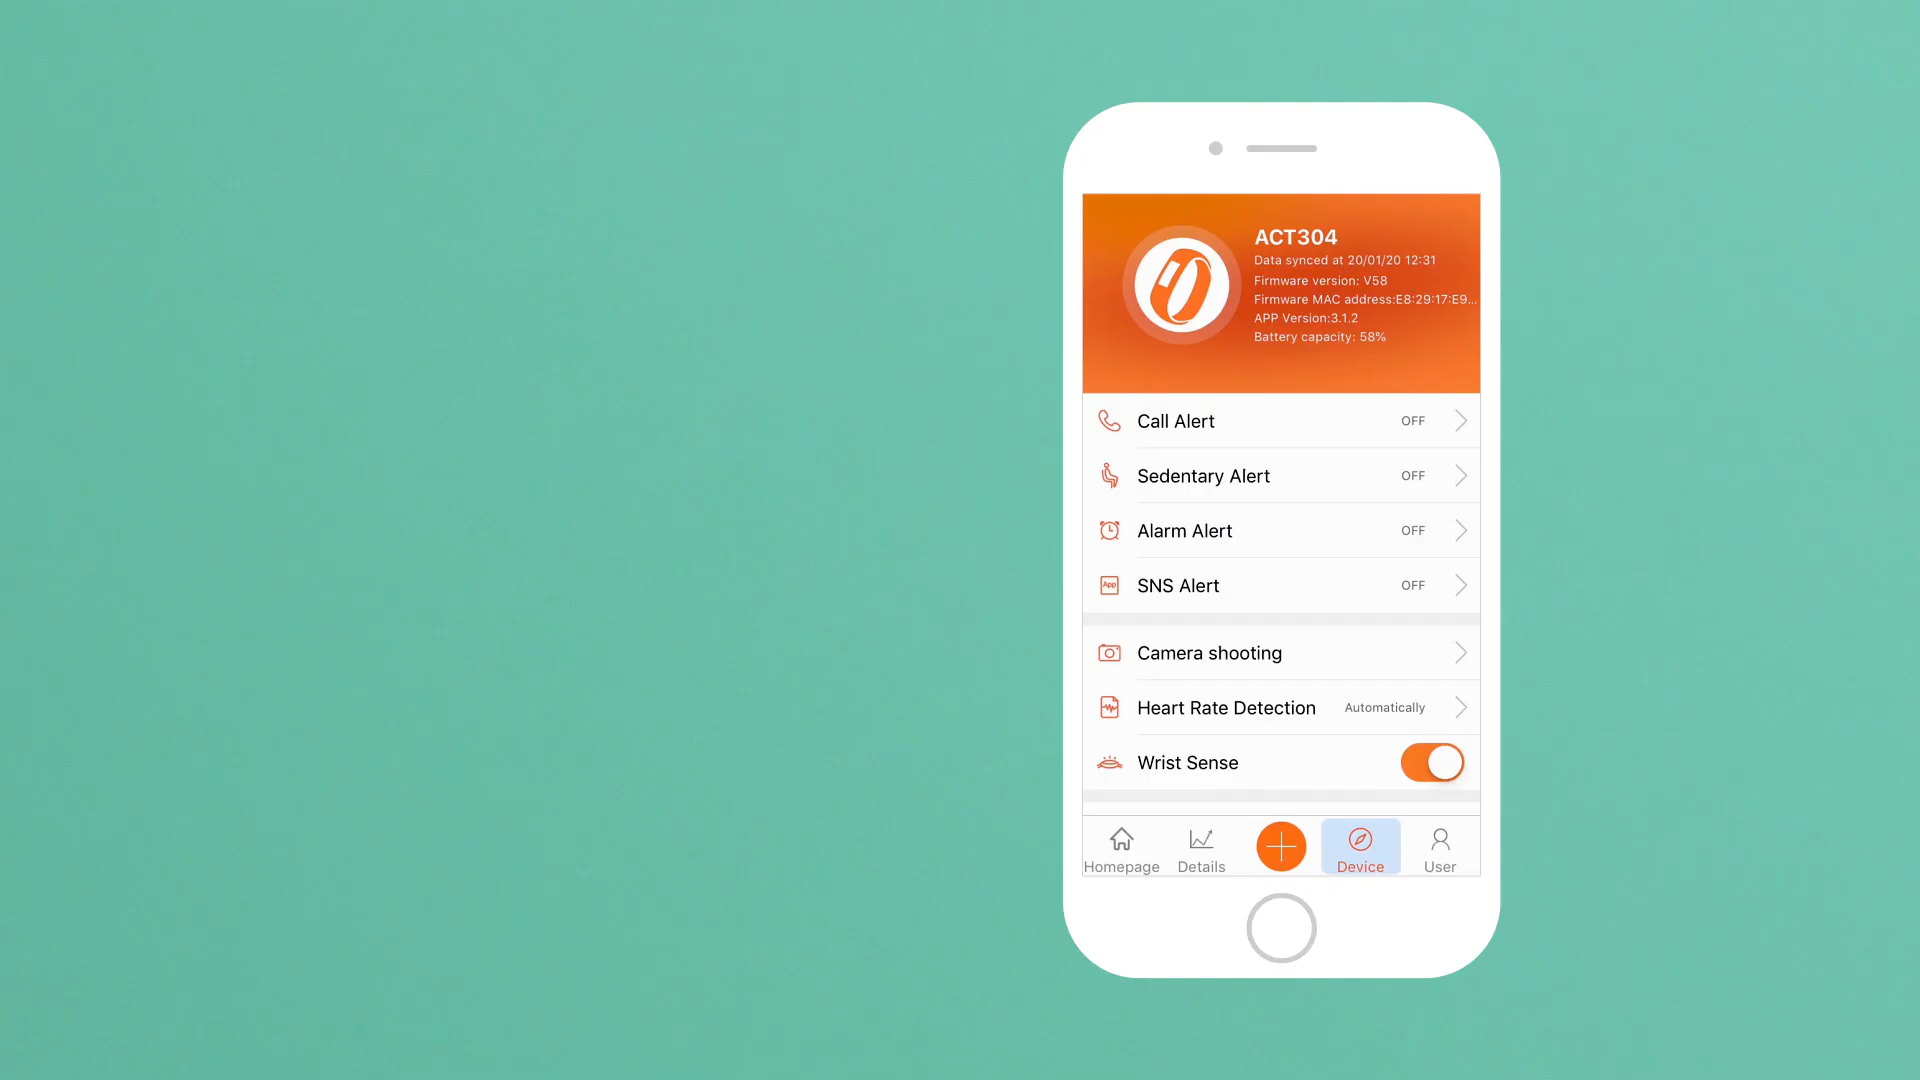 ACT304
Data synced at 20/01/20 12:31
Firmware version: V58
Firmware MAC address:E8:29:17:E9...
APP Version:3.1.2
Battery capacity: 58%
Call Alert OFF
Sedentary Alert OFF
Alarm Alert OFF
App SNS Alert OFF
Camera shooting
Heart Rate Detection Automatically
Wrist Sense
Homepage Details Device User